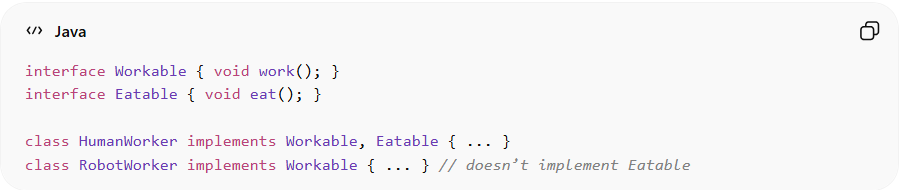 Java
interface Workable { void work(); }
interface Eatable { void eat(); }
class HumanWorker implements Workable, Eatable { ... }
class RobotWorker implements Workable { ... } // doesn’t implement Eatable